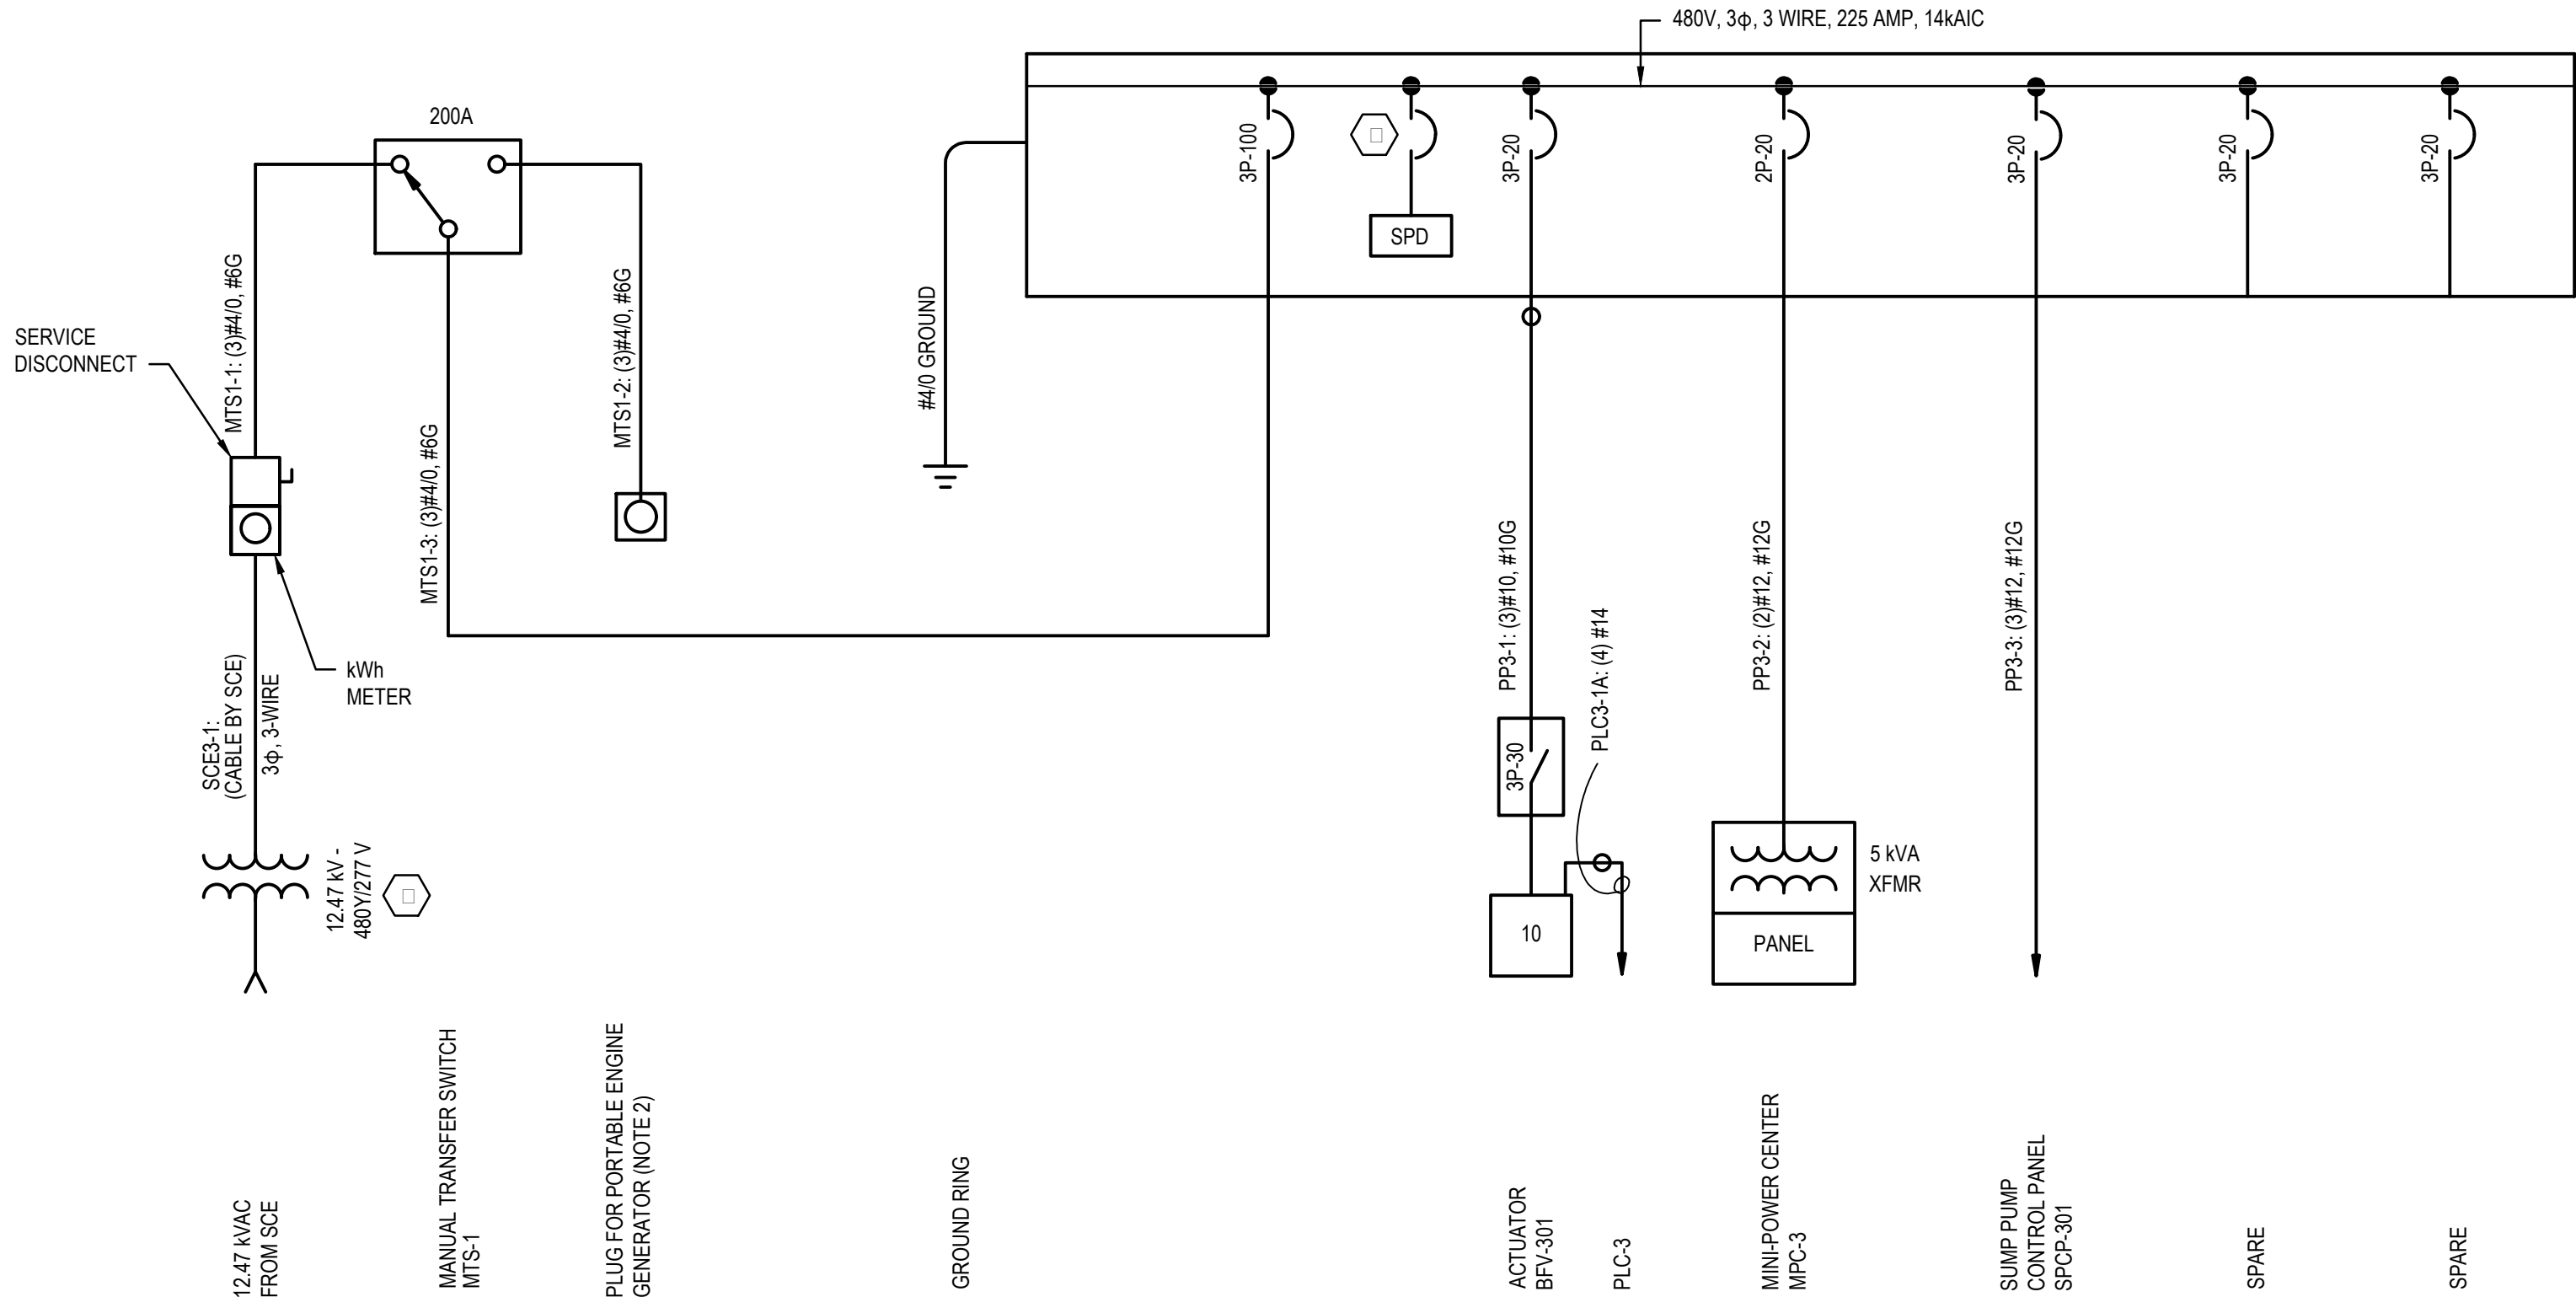 480V, 3ϕ, 3 WIRE, 225 AMP, 14kAIC
200A
3P-100
3P-20
2P-20
3P-20
3P-20
3P-20
SPD
MTS1-1: (3)#4/0, #6G
MTS1-2: (3)#4/0, #6G
#4/0 GROUND
SERVICE
DISCONNECT
MTS1-3: (3)#4/0, #6G
PP3-1: (3)#10, #10G
PLC3-1A: (4) #14
PP3-2: (2)#12, #12G
PP3-3: (3)#12, #12G
kWh
METER
SCE3-1:
(CABLE BY SCE)
3ϕ, 3-WIRE
3P-30
12.47 kV -
480Y/277 V
5 kVA
XFMR
10
PANEL
12.47 kVAC
FROM SCE
MANUAL TRANSFER SWITCH
MTS-1
PLUG FOR PORTABLE ENGINE
GENERATOR (NOTE 2)
GROUND RING
ACTUATOR
BFV-301
PLC-3
MINI-POWER CENTER
MPC-3
SUMP PUMP
CONTROL PANEL
SPCP-301
SPARE
SPARE